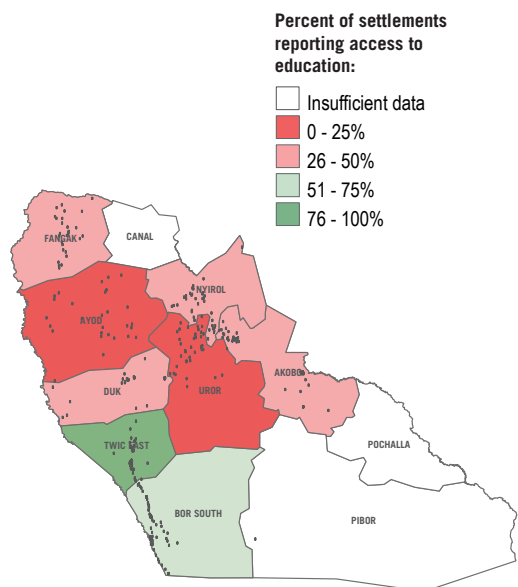 Percent of settlements
reporting access to
education:
Insufficient data
0 - 25%
26 - 50%
51 - 75%
76 - 100%
FANGAK
CANAL
NYIROL
AYOD
AKOBO
DUK
UROR
TWIC EAST
POCHALLA
BOR SOUTH
PIBOR